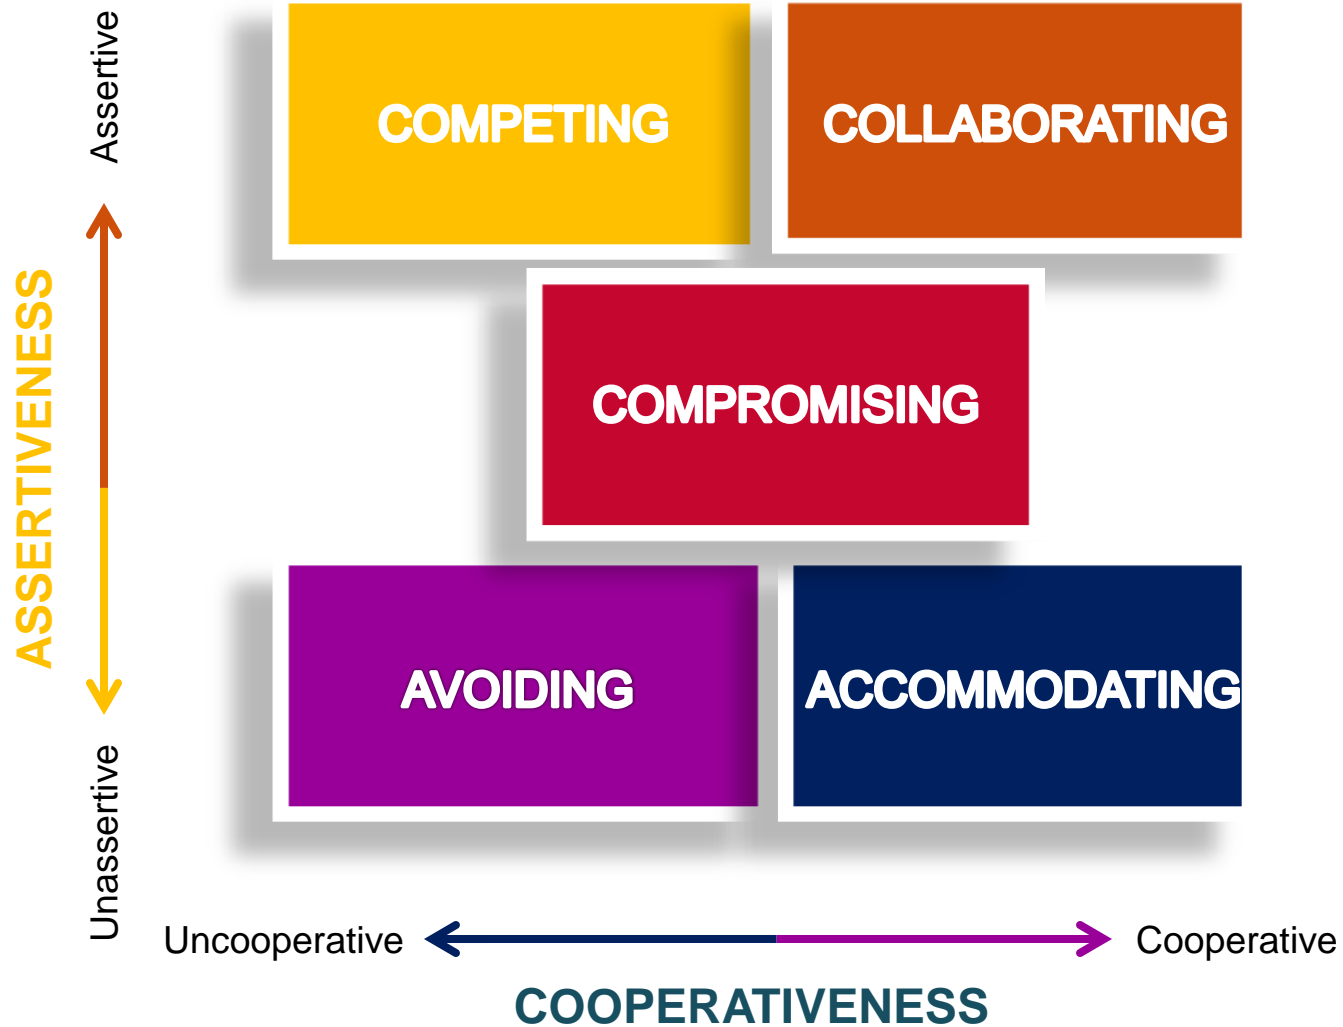 Assertive
COMPETING
COLLABORATING
ASSERTIVENESS
COMPROMISING
AVOIDING
ACCOMMODATING
Unassertive
Uncooperative
Cooperative
COOPERATIVENESS